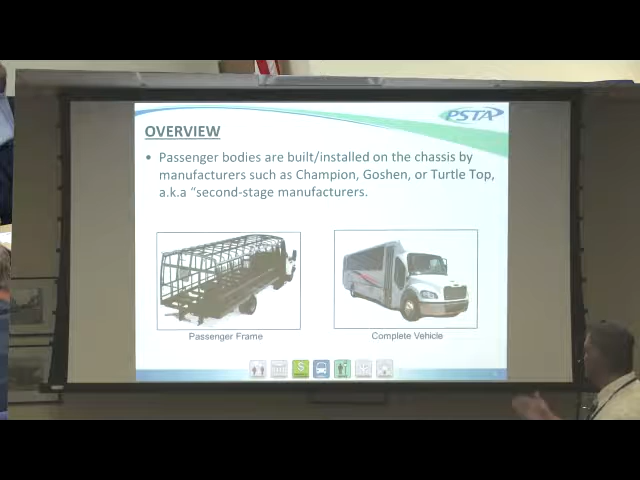 PSTA
OVERVIEW
• Passenger bodies are built/installed on the chassis by
manufacturers such as Champion, Goshen, or Turtle Top,
a.k.a "second-stage manufacturers.
Passenger Frame
Complete Vehicle